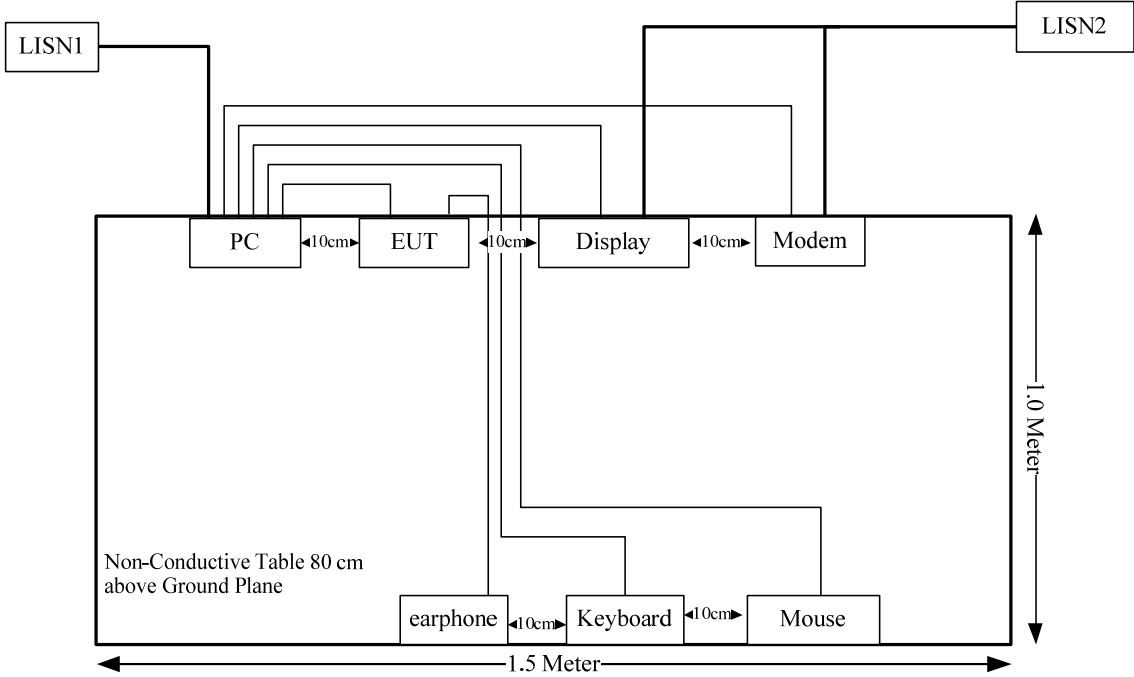 LISN1
LISN2
PC
10cm
EUT
10cm
Display
10cm
Modem
1.0 Meter
Non-Conductive Table 80 cm
above Ground Plane
earphone
10cm
Keyboard
10cm
Mouse
1.5 Meter